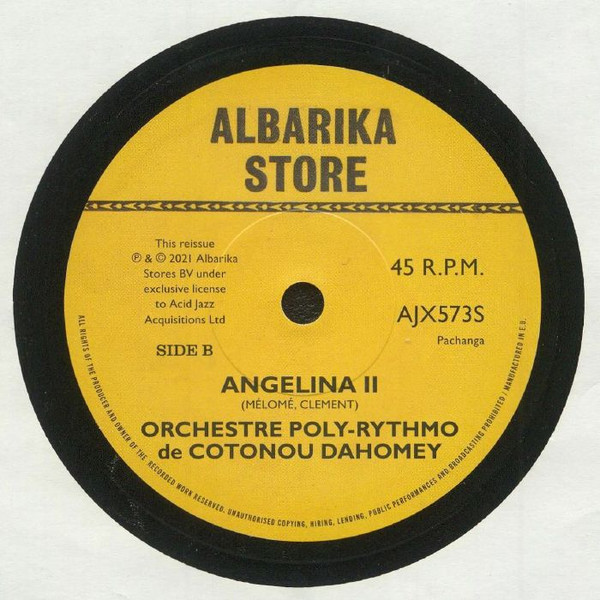 ALBARIKA
STORE
This reissue
℗ & © 2021 Albarika
Stores BV under
exclusive license
to Acid Jazz
Acquisitions Ltd
SIDE B
45 R.P.M.
AJX573S
Pachanga
ANGELINA II
(MÉLOMÉ, CLEMENT)
ORCHESTRE POLY-RYTHMO
de COTONOU DAHOMEY
ALL RIGHTS OF THE PRODUCER AND OWNER OF THE RECORDED WORK RESERVED. UNAUTHORISED COPYING, HIRING, LENDING, PUBLIC PERFORMANCES AND BROADCASTING PROHIBITED / MANUFACTURED IN E.U.